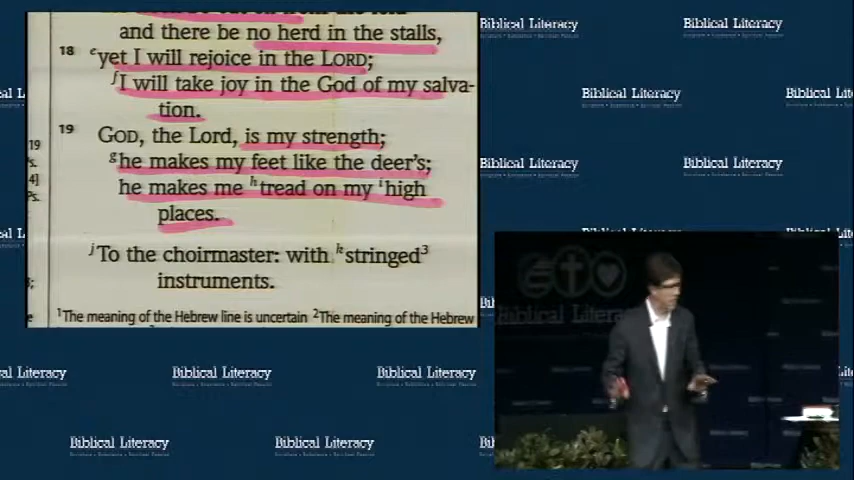 and there be no herd in the stalls,
18 e yet I will rejoice in the LORD;
f I will take joy in the God of my salva-
tion.
19 GOD, the Lord, is my strength;
g he makes my feet like the deer's;
he makes me h tread on my i high
places.
j To the choirmaster: with k stringed3
instruments.
1The meaning of the Hebrew line is uncertain 2The meaning of the Hebrew
19
4]
Biblical Literacy
Biblical Literacy
Biblical Literacy
Biblical Literacy
Biblical Literacy
Biblical Literacy
Biblical Literacy
Biblical Literacy
Biblical Literacy
Biblical Literacy